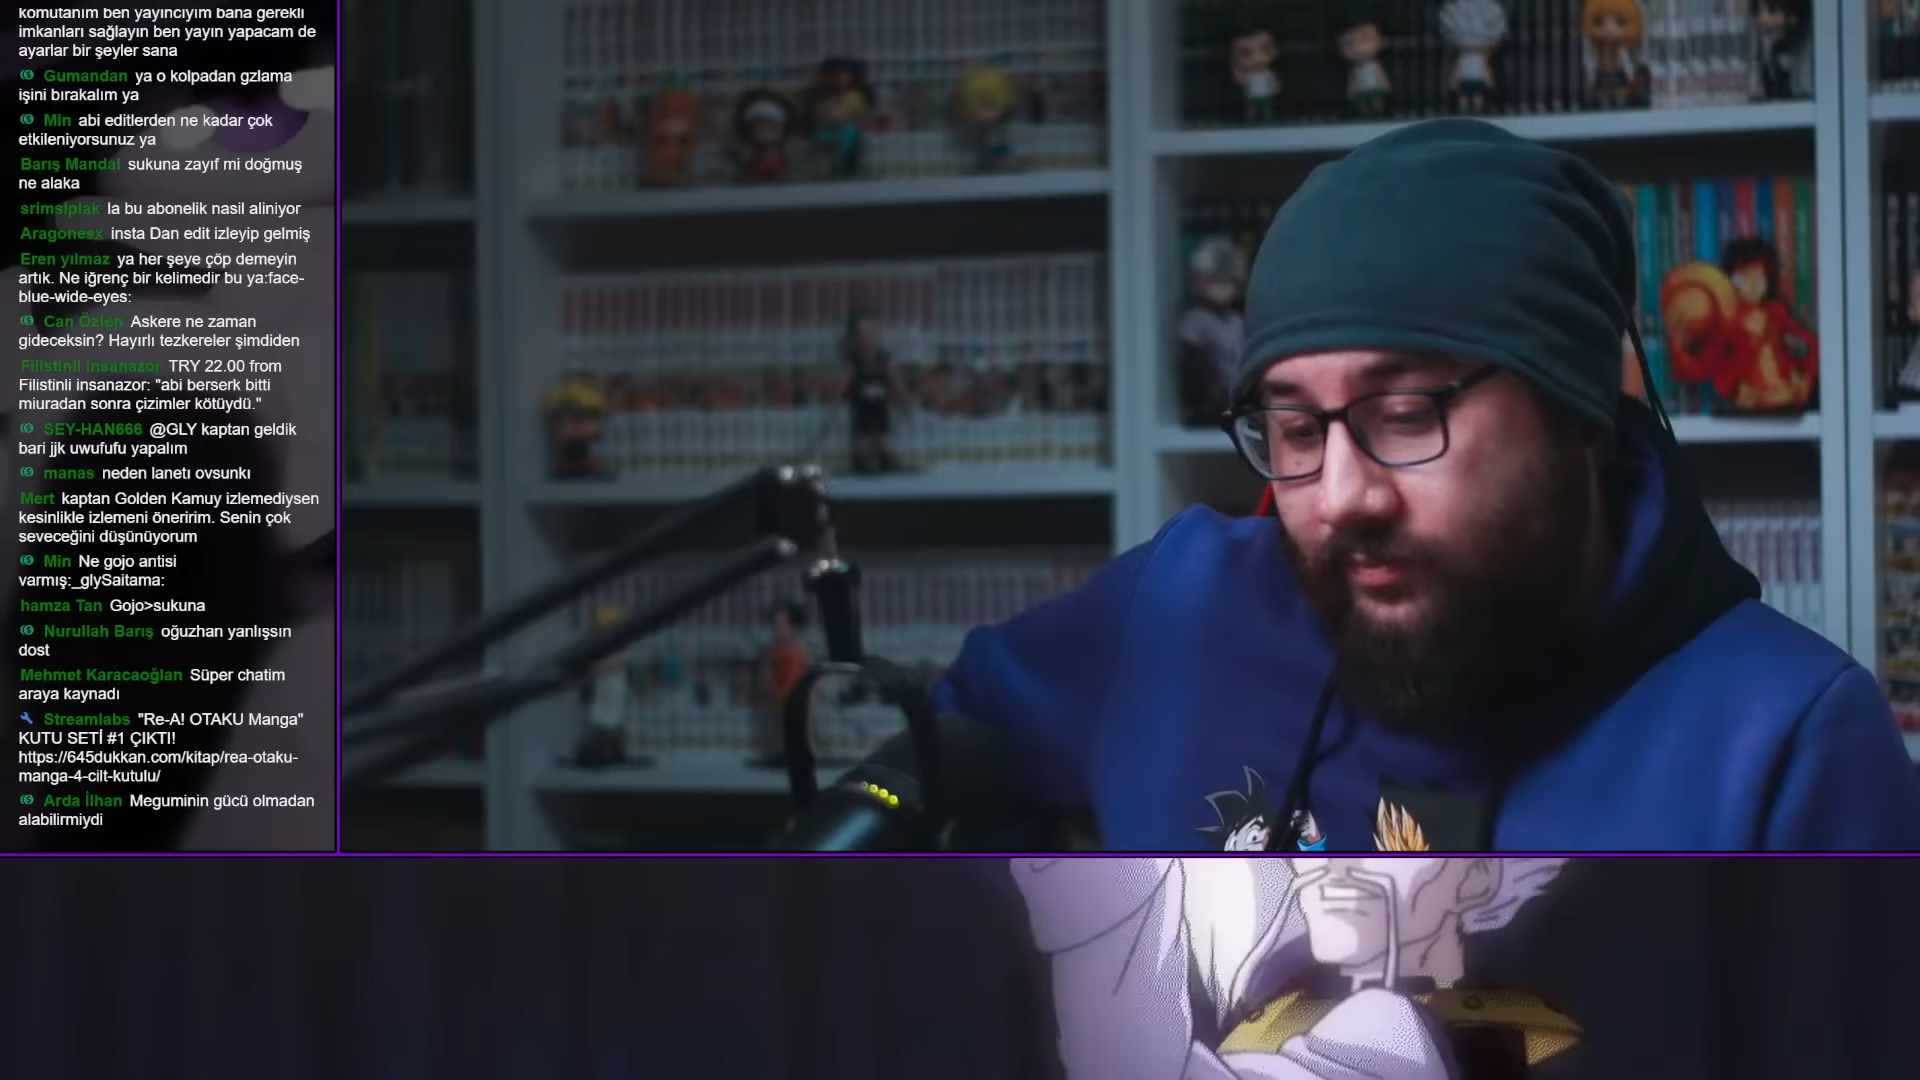 komutanım ben yayıncıyım bana gerekli
imkanları sağlayın ben yayın yapacam de
ayarlar bir şeyler sana
Gumandan ya o kolpadan gzlama
işini bırakalım ya
Min abi editlerden ne kadar çok
etkileniyorsunuz ya
Barış Mandal sukuna zayıf mi doğmuş
ne alaka
srimsiplak la bu abonelik nasil aliniyor
Aragonesx insta Dan edit izleyip gelmiş
Eren yılmaz ya her şeye çöp demeyin
artık. Ne iğrenç bir kelimedir bu ya:face-
blue-wide-eyes:
Can Özfen Askere ne zaman
gideceksin? Hayırlı tezkereler şimdiden
Filistinli insanazor TRY 22.00 from
Filistinli insanazor: "abi berserk bitti
miuradan sonra çizimler kötüydü."
SEY-HAN666 @GLY kaptan geldik
bari jjk uwufufu yapalım
manas neden lanetı ovsunkı
Mert kaptan Golden Kamuy izlemediysen
kesinlikle izlemeni öneririm. Senin çok
seveceğini düşünüyorum
Min Ne gojo antisi
varmış:_glySaitama:
hamza Tan Gojo>sukuna
Nurullah Barış oğuzhan yanlışsın
dost
Mehmet Karacaoğlan Süper chatim
araya kaynadı
Streamlabs "Re-A! OTAKU Manga"
KUTU SETİ #1 ÇIKTI!
https://645dukkan.com/kitap/rea-otaku-
manga-4-cilt-kutulu/
Arda İlhan Meguminin gücü olmadan
alabilirmiydi